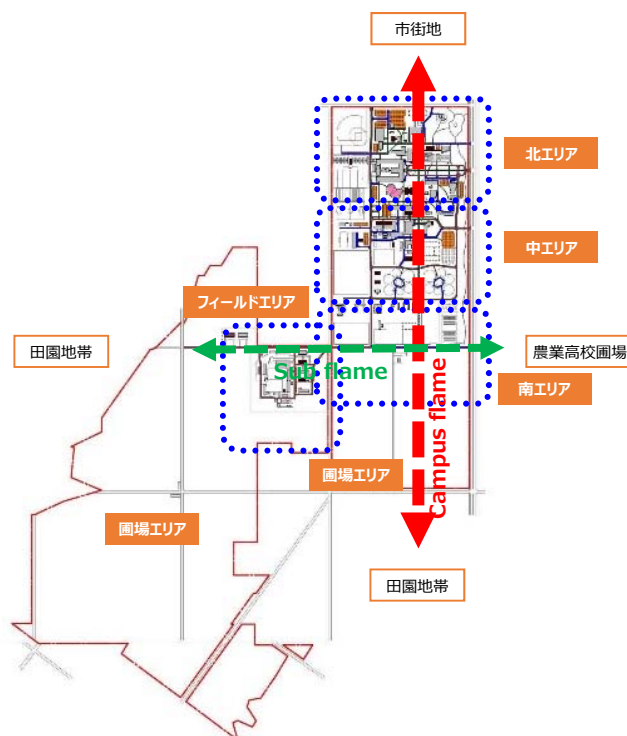 市街地
北エリア
中エリア
フィールドエリア
田園地帯
Sub flame
農業高校圃場
南エリア
Campus flame
圃場エリア
圃場エリア
田園地帯